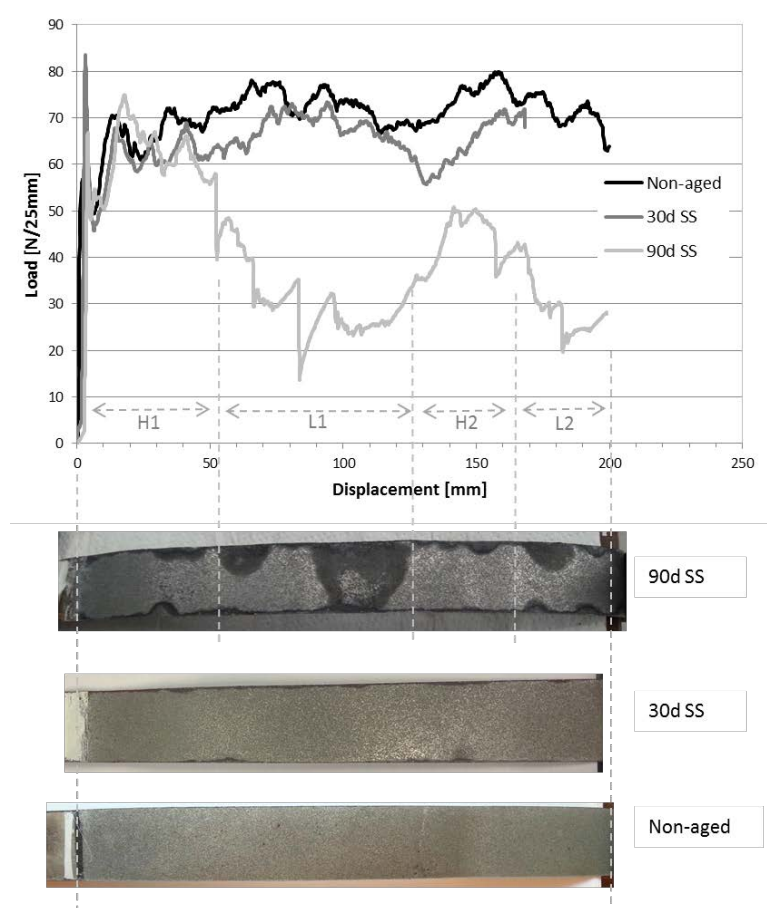 90
80
70
60
50
40
30
20
10
0
Load [N/25mm]
Non-aged
30d SS
90d SS
H1
L1
H2
L2
0 50 100 150 200 250
Displacement [mm]
90d SS
30d SS
Non-aged